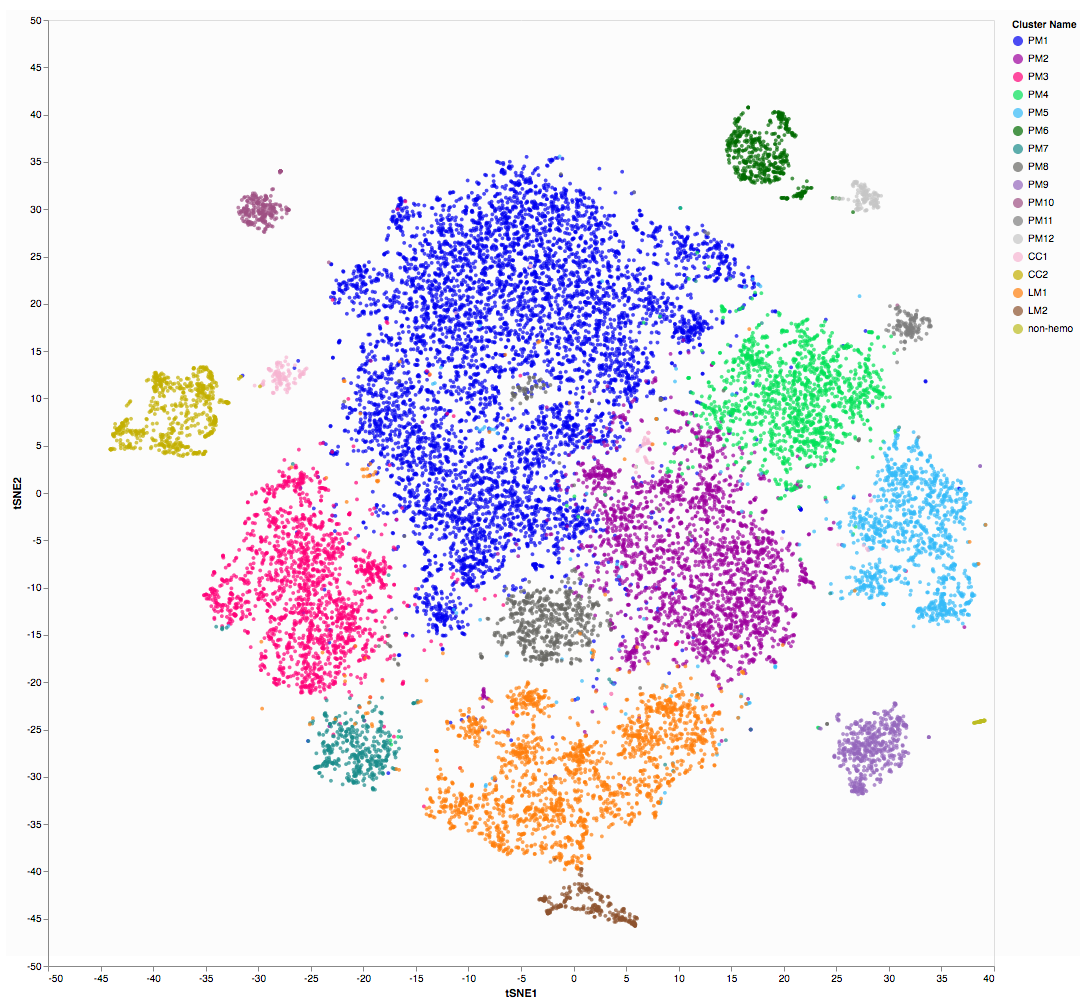 Cluster Name
PM1
PM2
PM3
PM4
PM5
PM6
PM7
PM8
PM9
PM10
PM11
PM12
CC1
CC2
LM1
LM2
non-hemo
50
45
40
35
30
25
20
15
10
5
0
-5
-10
-15
-20
-25
-30
-35
-40
-45
-50
tSNE2
-50 -45 -40 -35 -30 -25 -20 -15 -10 -5 0 5 10 15 20 25 30 35 40
tSNE1